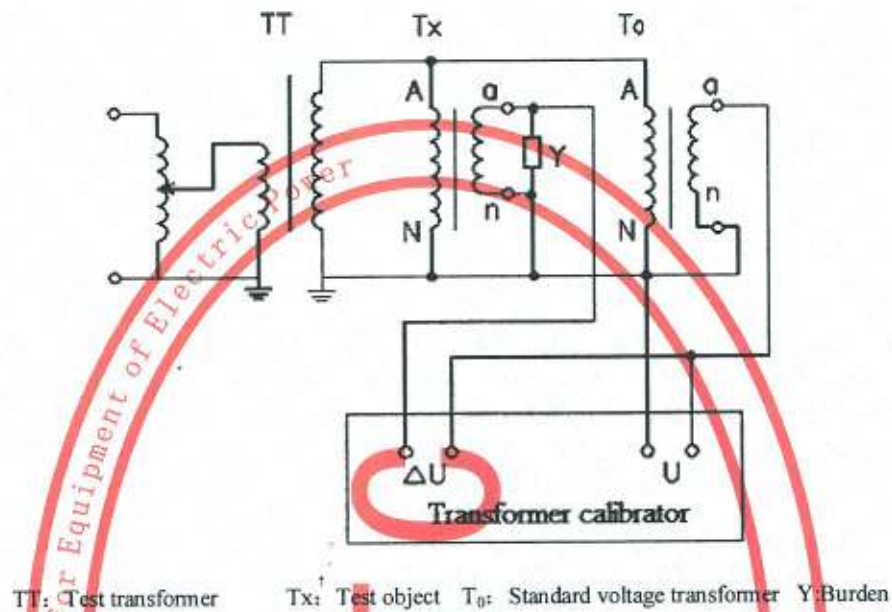 TT Tx To
A a A a
Y
N n N n
ΔU U
Transformer calibrator
or Equipment of Electric Power
TT: Test transformer Tx: Test object T₀: Standard voltage transformer Y:Burden